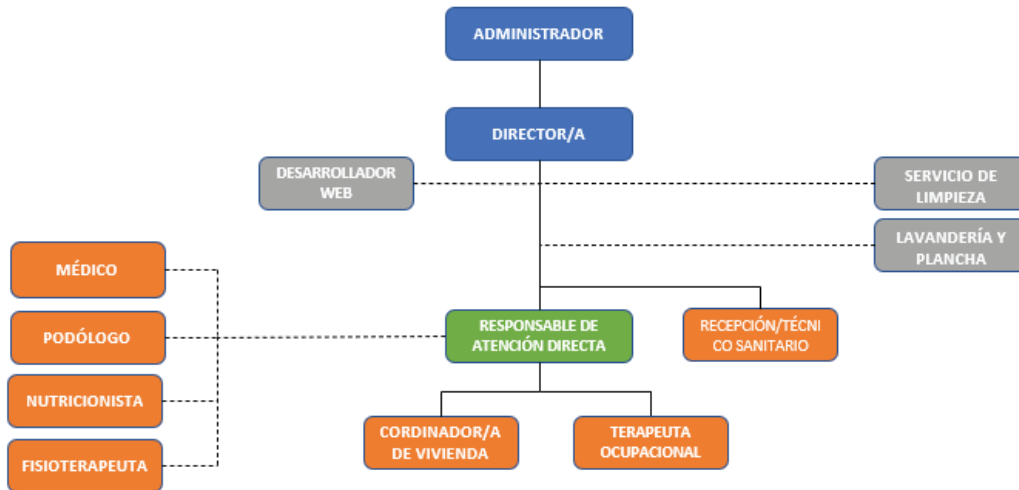 ADMINISTRADOR
DIRECTOR/A
DESARROLLADOR
WEB
SERVICIO DE
LIMPIEZA
LAVANDERÍA Y
PLANCHA
MÉDICO
PODÓLOGO
NUTRICIONISTA
FISIOTERAPEUTA
RESPONSABLE DE
ATENCIÓN DIRECTA
RECEPCIÓN/TÉCNI
CO SANITARIO
CORDINADOR/A
DE VIVIENDA
TERAPEUTA
OCUPACIONAL